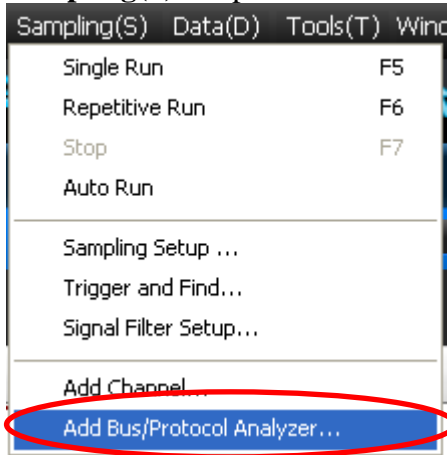 Sampling(S) Data(D) Tools(T) Wind
Single Run F5
Repetitive Run F6
Stop F7
Auto Run
Sampling Setup ...
Trigger and Find...
Signal Filter Setup...
Add Channel...
Add Bus/Protocol Analyzer...